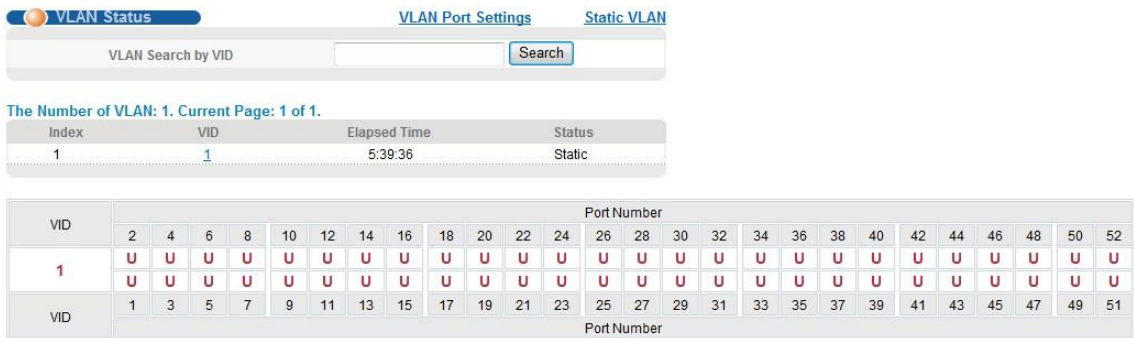 VLAN Status VLAN Port Settings Static VLAN
VLAN Search by VID Search
The Number of VLAN: 1. Current Page: 1 of 1.
Index VID Elapsed Time Status
1 1 5:39:36 Static
VID Port Number
2 4 6 8 10 12 14 16 18 20 22 24 26 28 30 32 34 36 38 40 42 44 46 48 50 52
1 U U U U U U U U U U U U U U U U U U U U U U U U U U
U U U U U U U U U U U U U U U U U U U U U U U U U U
VID 1 3 5 7 9 11 13 15 17 19 21 23 25 27 29 31 33 35 37 39 41 43 45 47 49 51
Port Number